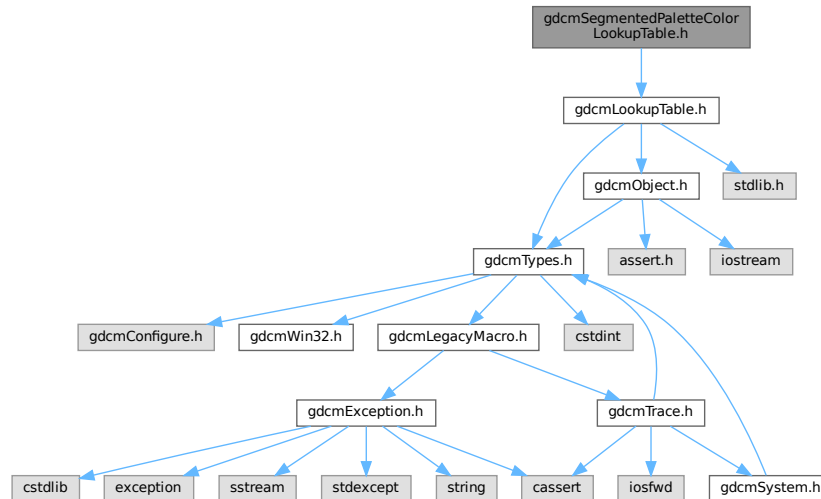 gdcmSegmentedPaletteColor
LookupTable.h
gdcmLookupTable.h
gdcmObject.h
stdlib.h
gdcmTypes.h
assert.h
iostream
gdcmConfigure.h
gdcmWin32.h
gdcmLegacyMacro.h
cstdint
gdcmException.h
gdcmTrace.h
cstdlib
exception
sstream
stdexcept
string
cassert
iosfwd
gdcmSystem.h